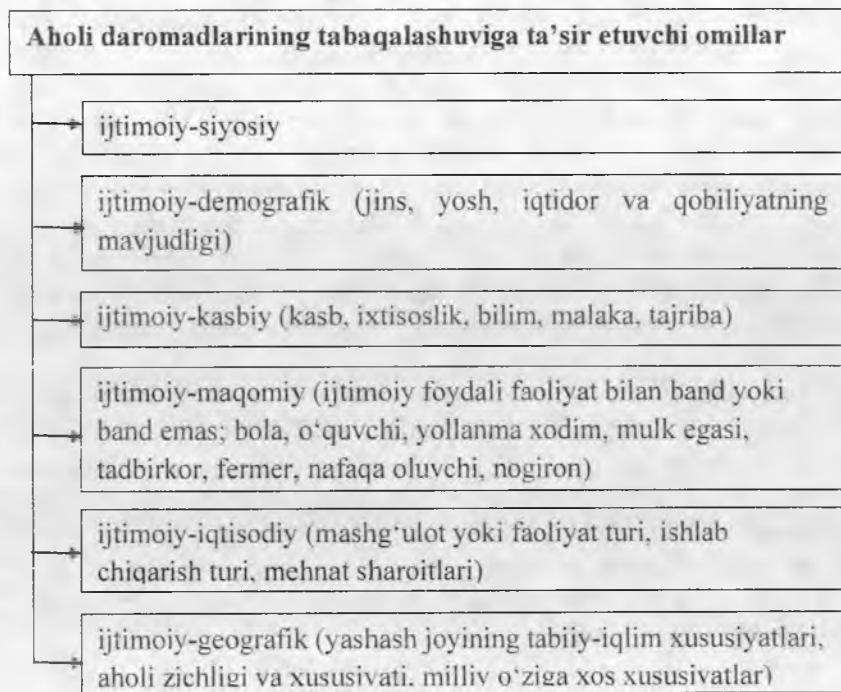 Aholi daromadlarining tabaqalashuviga ta’sir etuvchi omillar
ijtimoiy-siyosiy
ijtimoiy-demografik (jins, yosh, iqtidor va qobiliyatning
mavjudligi)
ijtimoiy-kasbiy (kasb, ixtisoslik, bilim, malaka, tajriba)
ijtimoiy-maqomiy (ijtimoiy foydali faoliyat bilan band yoki
band emas; bola, o‘quvchi, yollanma xodim, mulk egasi,
tadbirkor, fermer, nafaqa oluvchi, nogiron)
ijtimoiy-iqtisodiy (mashg‘ulot yoki faoliyat turi, ishlab
chiqarish turi, mehnat sharoitlari)
ijtimoiy-geografik (yashash joyining tabiiy-iqlim xususiyatlari,
aholi zichligi va xususiyati, milliy o‘ziga xos xususiyatlar)